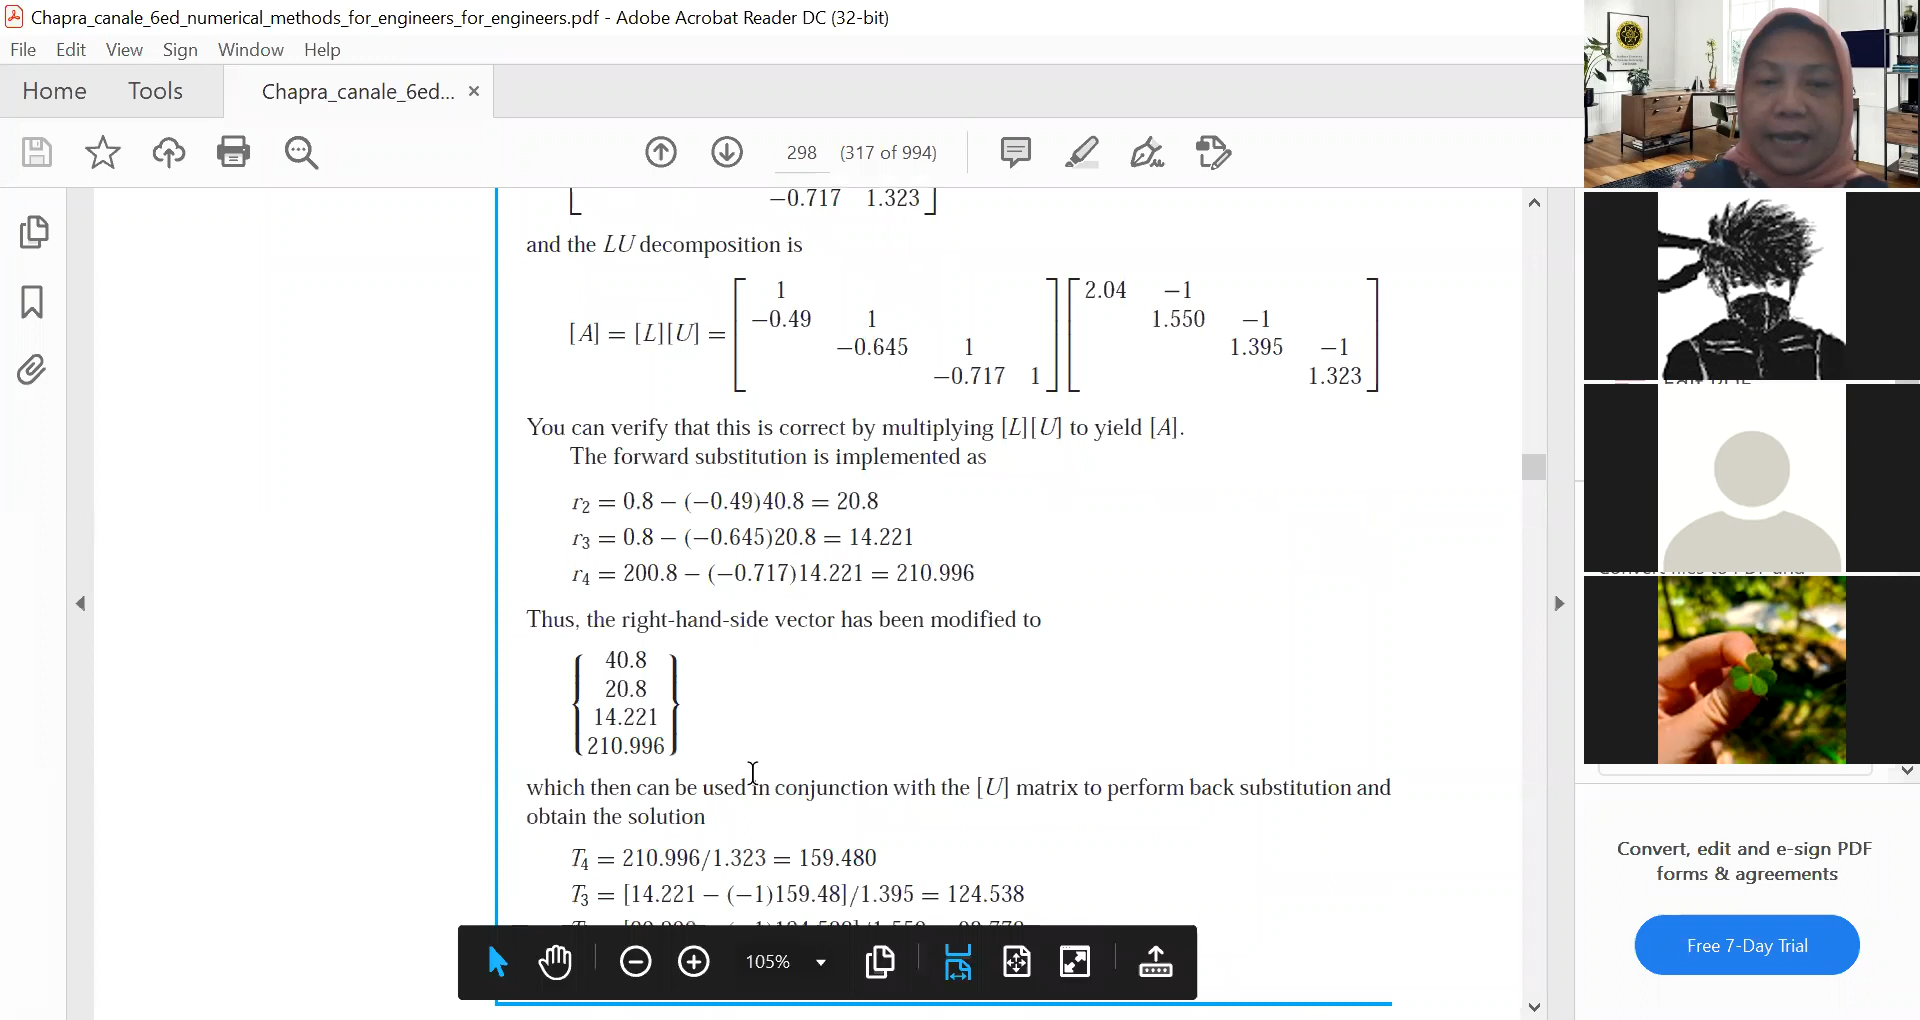 Chapra_canale_6ed_numerical_methods_for_engineers_for_engineers.pdf - Adobe Acrobat Reader DC (32-bit)
File Edit View Sign Window Help
Home Tools Chapra_canale_6ed... ×
298 (317 of 994)
−0.717 1.323
and the LU decomposition is
[A] = [L][U] =
1
−0.49 1
−0.645 1
−0.717 1
2.04 −1
1.550 −1
1.395 −1
1.323
You can verify that this is correct by multiplying [L][U] to yield [A].
The forward substitution is implemented as
r2 = 0.8 − (−0.49)40.8 = 20.8
r3 = 0.8 − (−0.645)20.8 = 14.221
r4 = 200.8 − (−0.717)14.221 = 210.996
Thus, the right-hand-side vector has been modified to
40.8
20.8
14.221
210.996
which then can be used in conjunction with the [U] matrix to perform back substitution and
obtain the solution
T4 = 210.996/1.323 = 159.480
T3 = [14.221 − (−1)159.48]/1.395 = 124.538
105%
Convert, edit and e-sign PDF
forms & agreements
Free 7-Day Trial